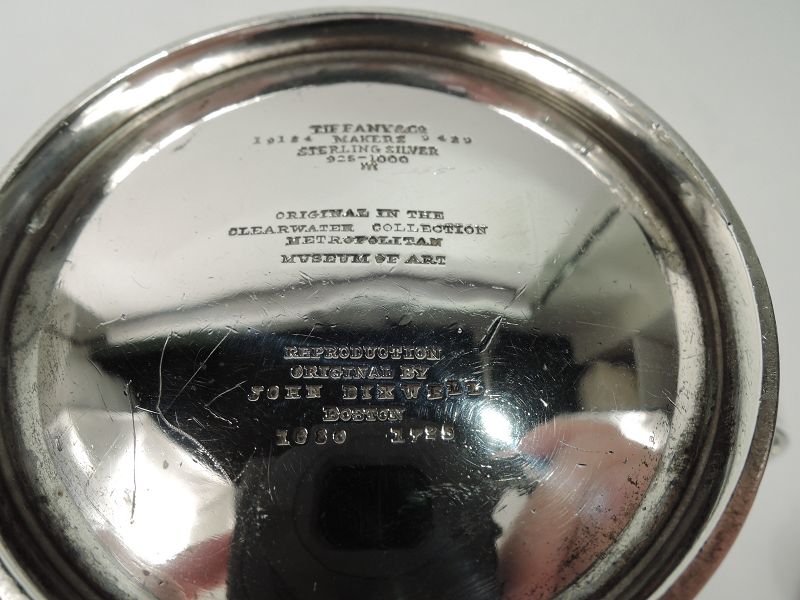 TIFFANY & CO
19124 MAKERS 9429
STERLING SILVER
925-1000
M
ORIGINAL IN THE
CLEARWATER COLLECTION
METROPOLITAN
MUSEUM OF ART
REPRODUCTION
ORIGINAL BY
JOHN DIXWELL
BOSTON
1680 1725